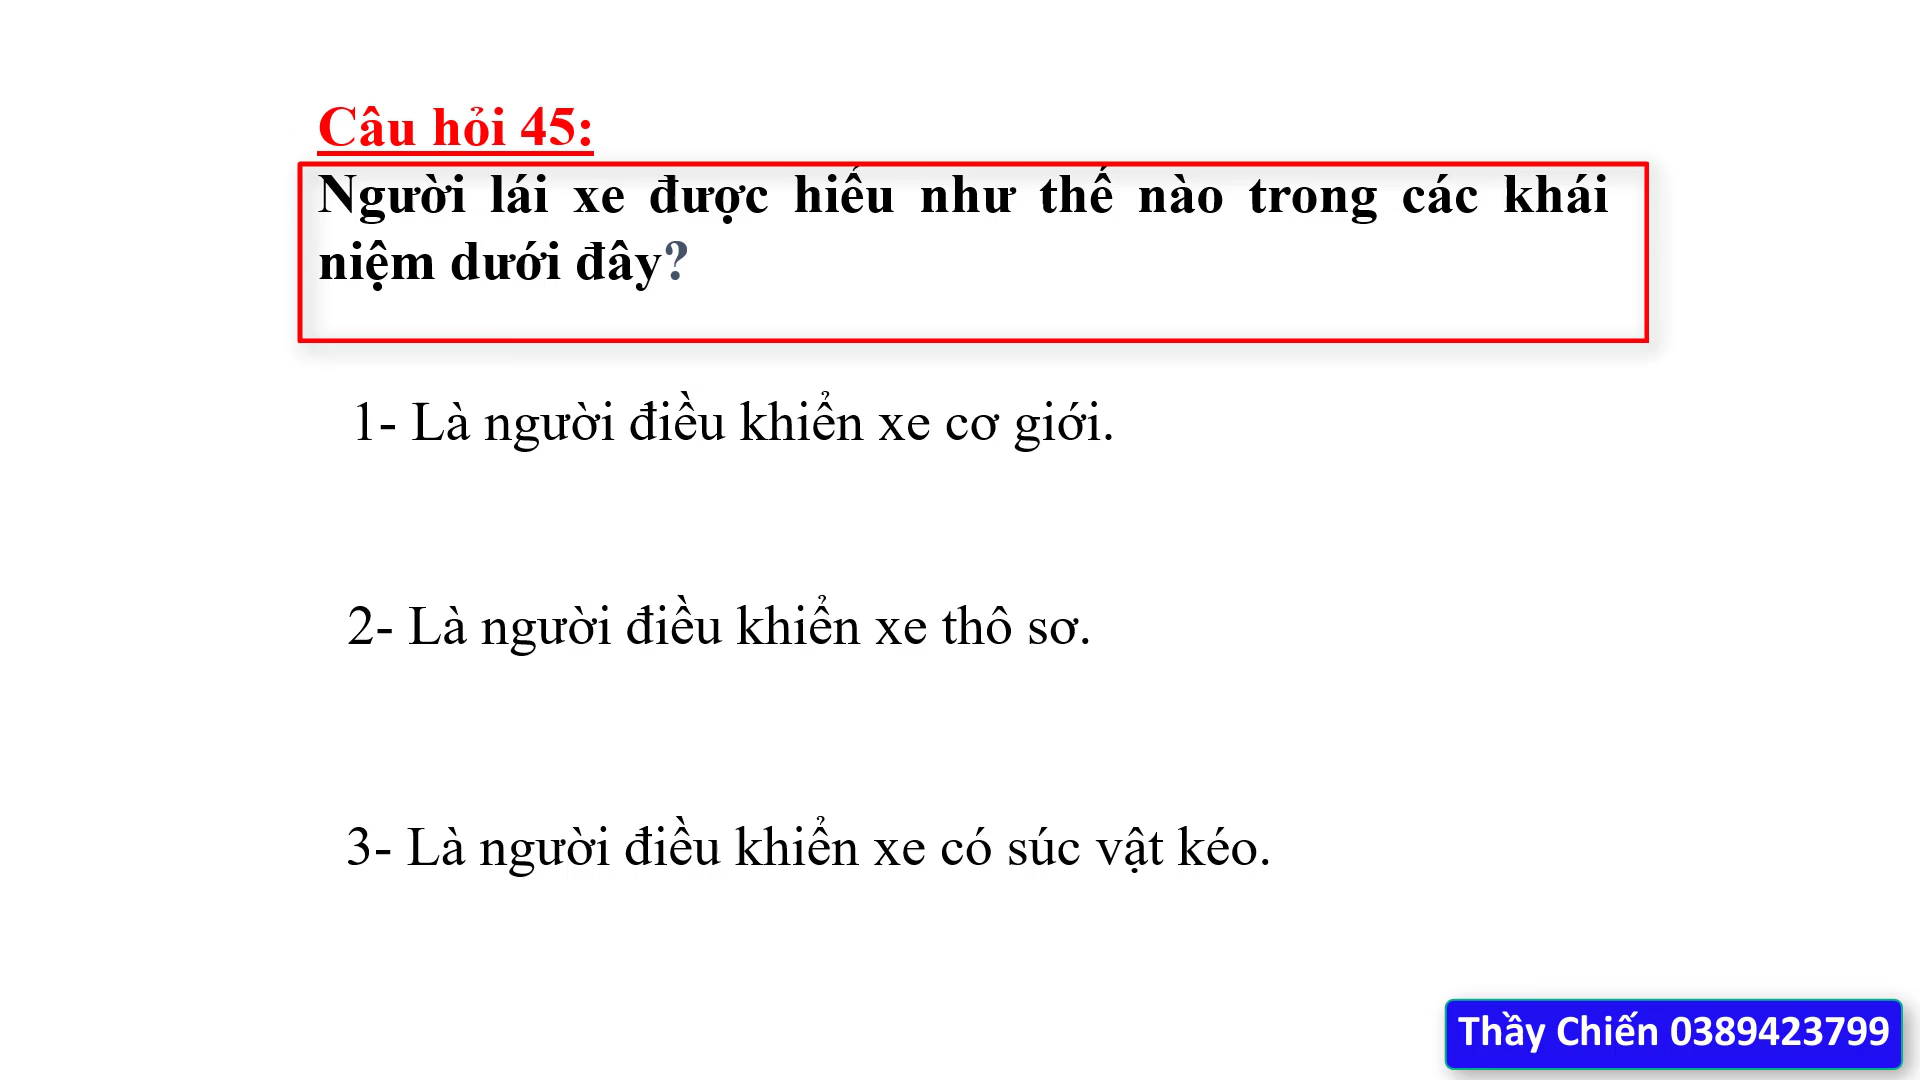 Câu hỏi 45:
Người lái xe được hiểu như thế nào trong các khái
niệm dưới đây?
1- Là người điều khiển xe cơ giới.
2- Là người điều khiển xe thô sơ.
3- Là người điều khiển xe có súc vật kéo.
Thầy Chiến 0389423799